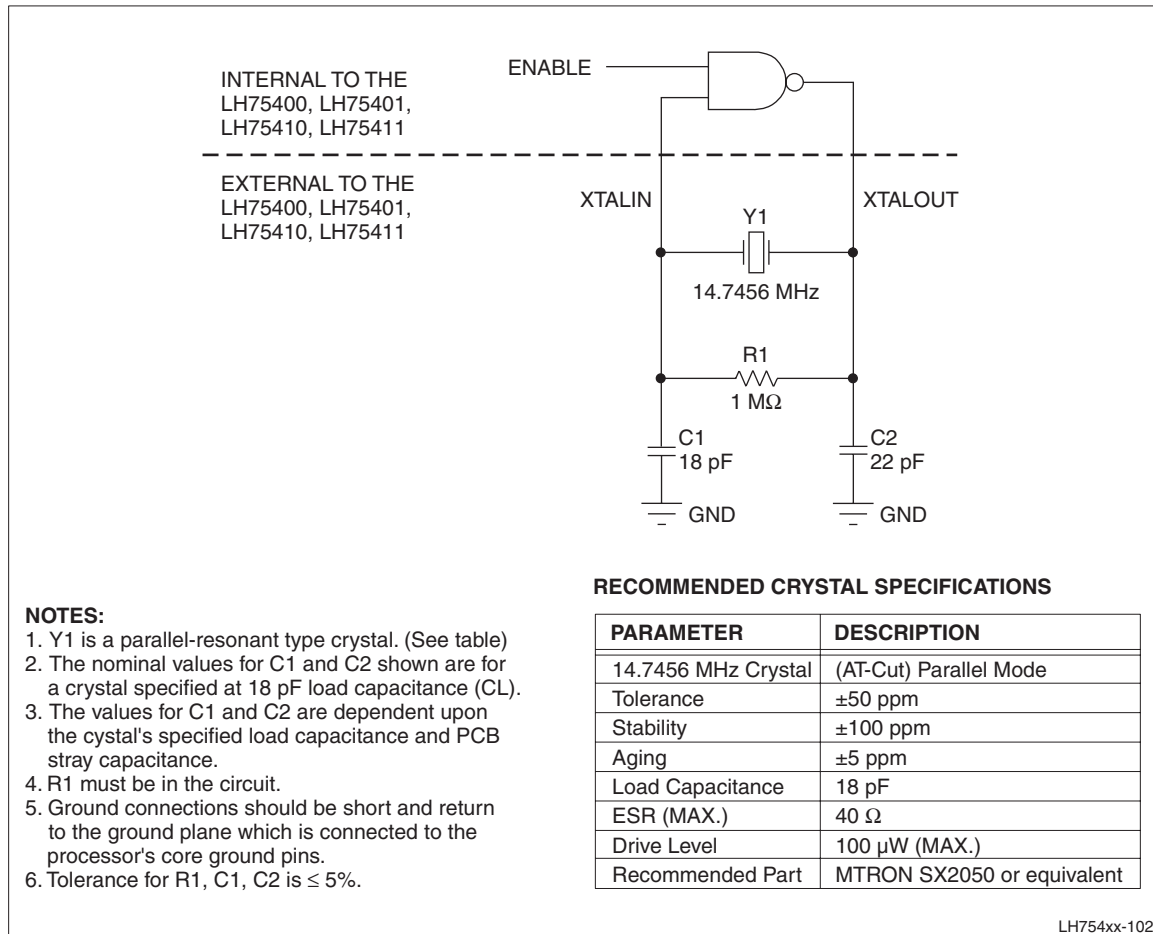 INTERNAL TO THE
LH75400, LH75401,
LH75410, LH75411
ENABLE
EXTERNAL TO THE
LH75400, LH75401,
LH75410, LH75411
XTALIN
XTALOUT
Y1
14.7456 MHz
R1
1 MΩ
C1
18 pF
C2
22 pF
GND
GND
NOTES:
1. Y1 is a parallel-resonant type crystal. (See table)
2. The nominal values for C1 and C2 shown are for
a crystal specified at 18 pF load capacitance (CL).
3. The values for C1 and C2 are dependent upon
the cystal's specified load capacitance and PCB
stray capacitance.
4. R1 must be in the circuit.
5. Ground connections should be short and return
to the ground plane which is connected to the
processor's core ground pins.
6. Tolerance for R1, C1, C2 is ≤ 5%.
RECOMMENDED CRYSTAL SPECIFICATIONS
PARAMETER DESCRIPTION
14.7456 MHz Crystal (AT-Cut) Parallel Mode
Tolerance ±50 ppm
Stability ±100 ppm
Aging ±5 ppm
Load Capacitance 18 pF
ESR (MAX.) 40 Ω
Drive Level 100 µW (MAX.)
Recommended Part MTRON SX2050 or equivalent
LH754xx-102